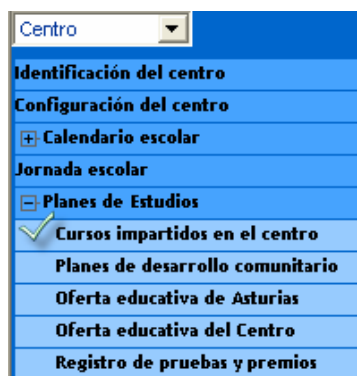 Centro
Identificación del centro
Configuración del centro
Calendario escolar
Jornada escolar
Planes de Estudios
Cursos impartidos en el centro
Planes de desarrollo comunitario
Oferta educativa de Asturias
Oferta educativa del Centro
Registro de pruebas y premios